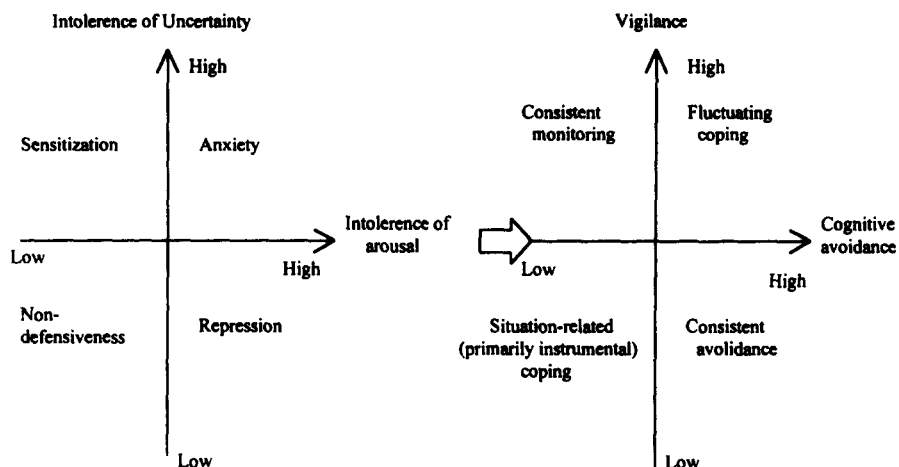 Intolerence of Uncertainty
High
Sensitization
Anxiety
Low
High
Intolerence of
arousal
Non-
defensiveness
Repression
Low
Vigilance
High
Consistent
monitoring
Fluctuating
coping
Low
High
Cognitive
avoidance
Situation-related
(primarily instrumental)
coping
Consistent
avolidance
Low